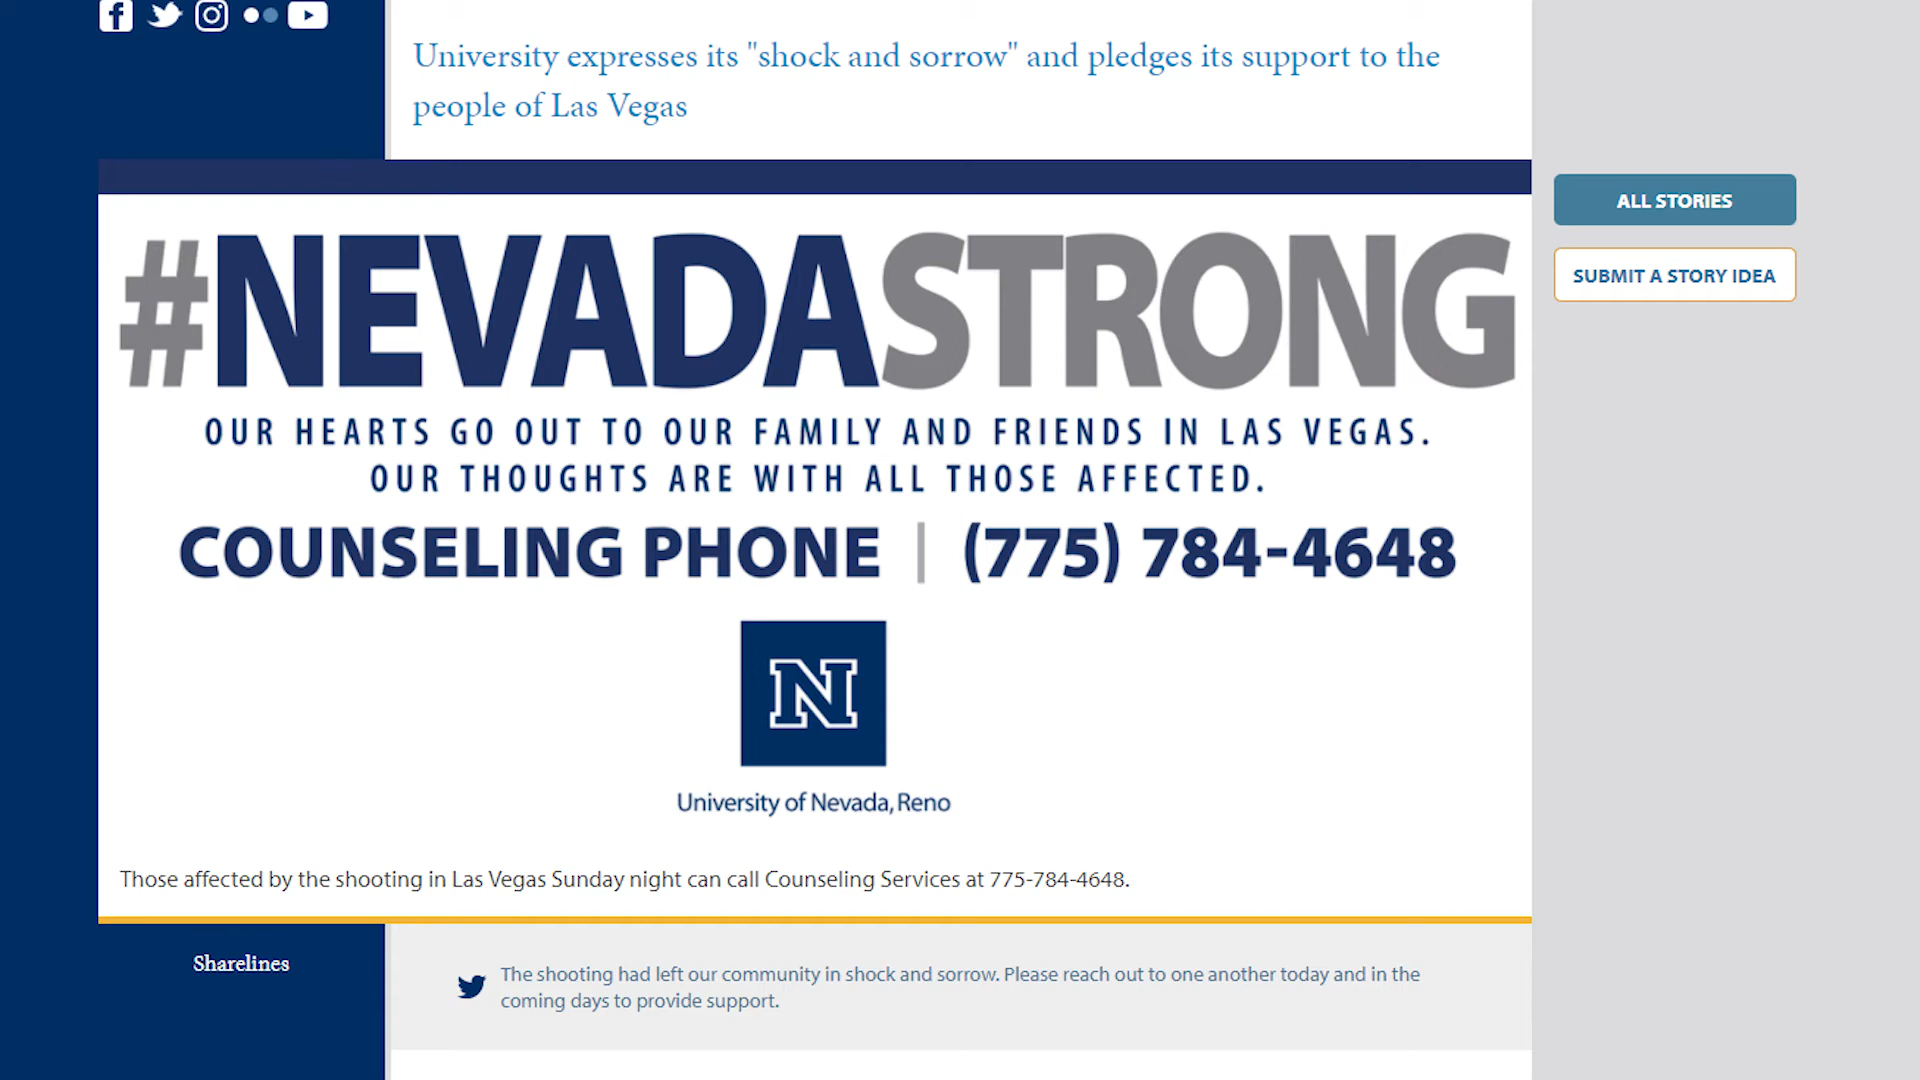 University expresses its "shock and sorrow" and pledges its support to the
people of Las Vegas
ALL STORIES
SUBMIT A STORY IDEA
#NEVADASTRONG
OUR HEARTS GO OUT TO OUR FAMILY AND FRIENDS IN LAS VEGAS.
OUR THOUGHTS ARE WITH ALL THOSE AFFECTED.
COUNSELING PHONE | (775) 784-4648
N
University of Nevada, Reno
Those affected by the shooting in Las Vegas Sunday night can call Counseling Services at 775-784-4648.
Sharelines
The shooting had left our community in shock and sorrow. Please reach out to one another today and in the
coming days to provide support.